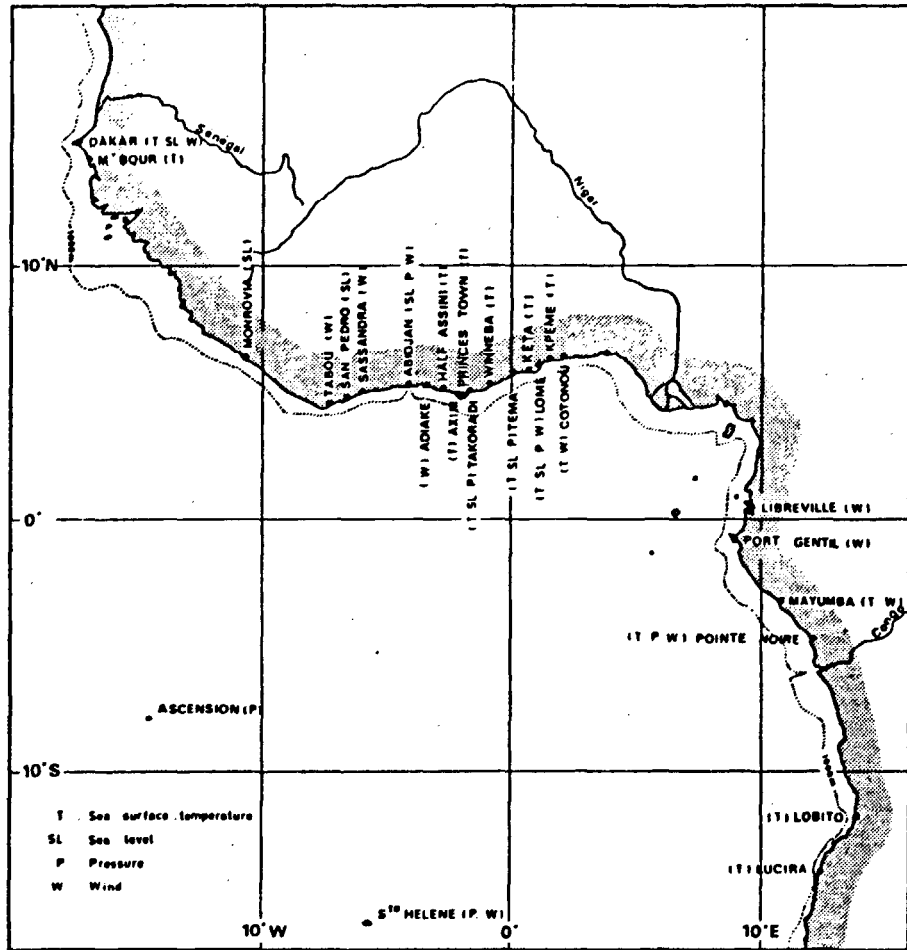 Senegal
DAKAR (T SL W)
Mᵗ BOUR (T)
Niger
10°N
MONROVIA (SL)
TABOU (W)
SAN PEDRO (SL)
SASSANDRA (W)
ABIDJAN (SL P W)
HALF ASSINI (T)
PRINCES TOWN (T)
WINNEBA (T)
KETA (T)
KPEME (T)
(W) ADIAKE
(T) AXIM
(T SL P) TAKORADI
(T SL P) TEMA
(T SL P W) LOME
(T W) COTONOU
0°
LIBREVILLE (W)
PORT GENTIL (W)
MAYUMBA (T W)
Congo
(T P W) POINTE NOIRE
ASCENSION (P)
10°S
T Sea surface temperature
SL Sea level
P Pressure
W Wind
(T) LOBITO
(T) LUCIRA
Sᵗᵉ HELENE (P. W)
10°W
0°
10°E